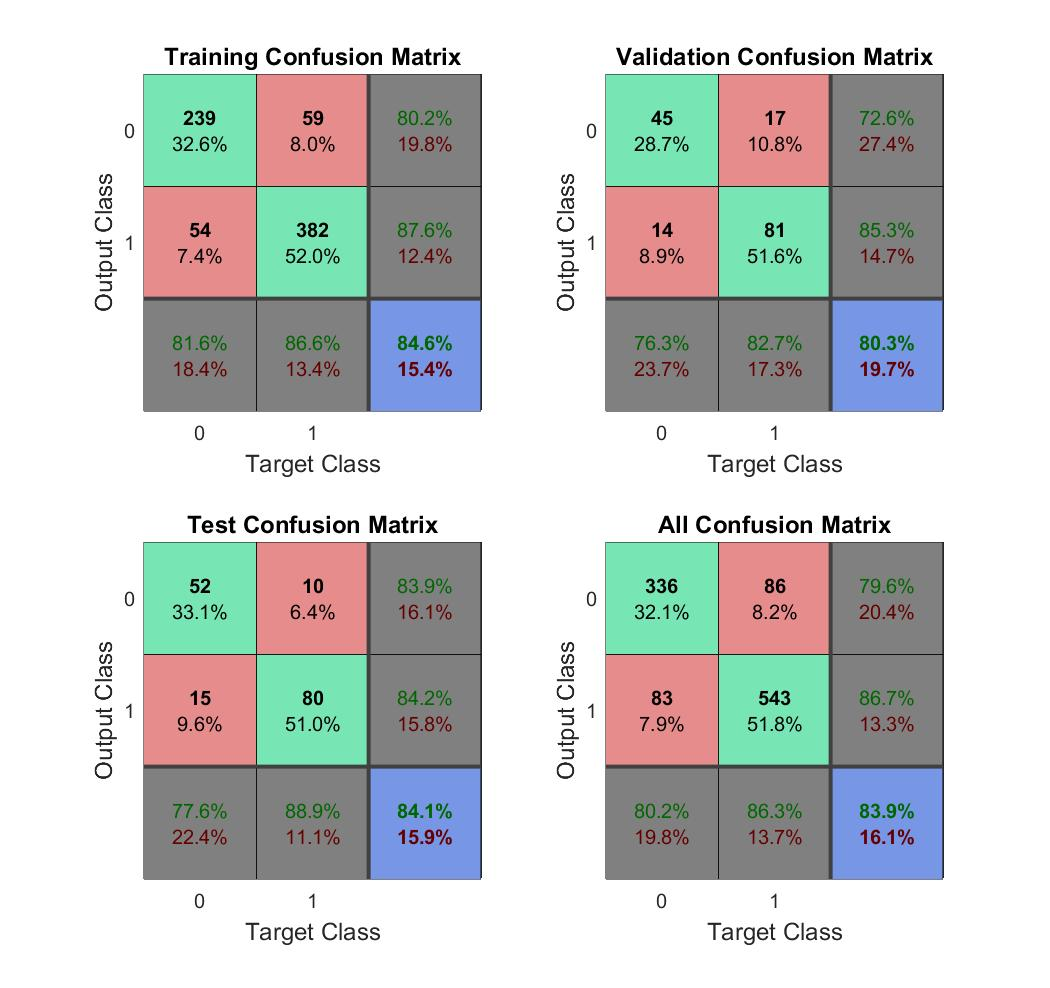 Training Confusion Matrix
239 59 80.2%
0
32.6% 8.0% 19.8%
54 382 87.6%
1
7.4% 52.0% 12.4%
81.6% 86.6% 84.6%
18.4% 13.4% 15.4%
0 1
Output Class
Target Class
Validation Confusion Matrix
45 17 72.6%
0
28.7% 10.8% 27.4%
14 81 85.3%
1
8.9% 51.6% 14.7%
76.3% 82.7% 80.3%
23.7% 17.3% 19.7%
0 1
Output Class
Target Class
Test Confusion Matrix
52 10 83.9%
0
33.1% 6.4% 16.1%
15 80 84.2%
1
9.6% 51.0% 15.8%
77.6% 88.9% 84.1%
22.4% 11.1% 15.9%
0 1
Output Class
Target Class
All Confusion Matrix
336 86 79.6%
0
32.1% 8.2% 20.4%
83 543 86.7%
1
7.9% 51.8% 13.3%
80.2% 86.3% 83.9%
19.8% 13.7% 16.1%
0 1
Output Class
Target Class